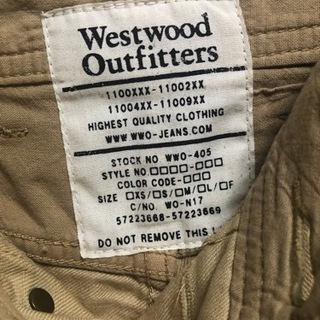 Westwood
Outfitters
1100XXX--11002XX
11004XX--11009XX
HIGHEST QUALITY CLOTHING
WWW.WWO-JEANS.COM
STOCK NO WWO-405
STYLE NO □□□□-□□□
COLOR CODE-□□□
SIZE □XS/□S/□M/□L/□F
C/NO. WO-N17
57223668-57223669
DO NOT REMOVE THIS